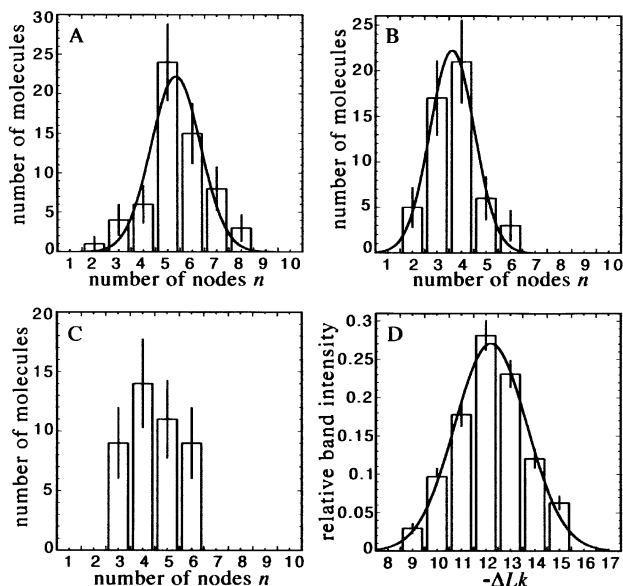 A
number of molecules
30
25
20
15
10
5
0
1 2 3 4 5 6 7 8 9 10
number of nodes n
B
number of molecules
25
20
15
10
5
0
1 2 3 4 5 6 7 8 9 10
number of nodes n
C
number of molecules
20
15
10
5
0
1 2 3 4 5 6 7 8 9 10
number of nodes n
D
relative band intensity
0.3
0.25
0.2
0.15
0.1
0.05
0
8 9 10 11 12 13 14 15 16 17
-ΔLk